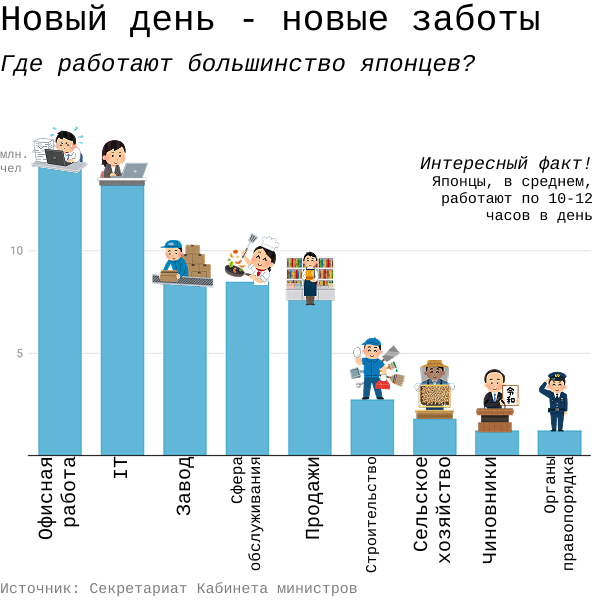 Новый день - новые заботы
Где работают большинство японцев?
млн.
чел
Интересный факт!
Японцы, в среднем,
работают по 10-12
часов в день
10
5
令和
Офисная
работа
IT
Завод
Сфера
обслуживания
Продажи
Строительство
Сельское
хозяйство
Чиновники
Органы
правопорядка
Источник: Секретариат Кабинета министров